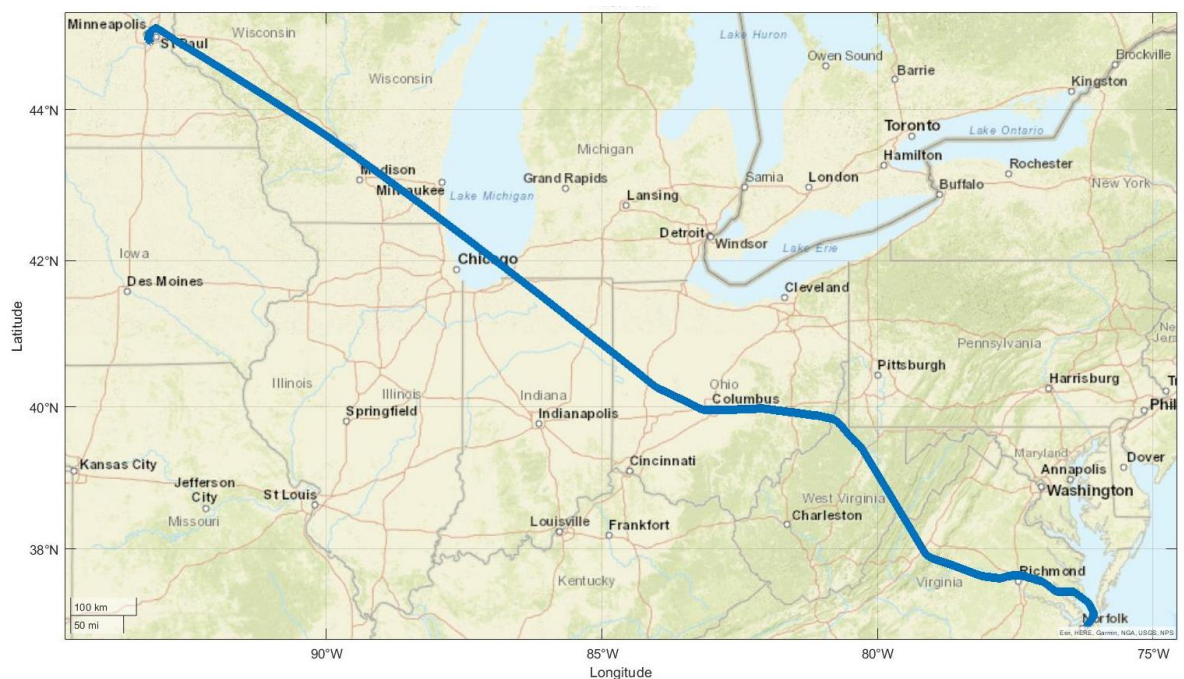 Minneapolis
Wisconsin
Lake Huron
Owen Sound
Brockville
Barrie
Wisconsin
Kingston
44°N
Toronto
Lake Ontario
Michigan
Hamilton
Rochester
Madison
Grand Rapids
Sarnia
London
New York
Milwaukee
Lake Michigan
Lansing
Buffalo
Detroit
Windsor
Lake Erie
Iowa
42°N
Chicago
Des Moines
Cleveland
Latitude
Pennsylvania
Pittsburgh
Illinois
Illinois
Indiana
Ohio
Harrisburg
40°N
Springfield
Indianapolis
Columbus
Phil
Kansas City
Cincinnati
Maryland
Annapolis
Dover
Jefferson
City
St Louis
West Virginia
Washington
Missouri
Louisville
Frankfort
Charleston
38°N
Kentucky
Virginia
Richmond
100 km
50 mi
Norfolk
Esri, HERE, Garmin, NGA, USGS, NPS
90°W
85°W
80°W
75°W
Longitude